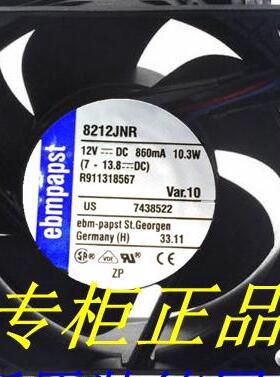 ebmpapst
8212JNR
12V⎓DC 860mA 10.3W
(7 - 13.8⎓DC)
R911318567
Var.10
US 7438522
ebm-papst St.Georgen
Germany (H) 33.11
VDE
ZP
专柜正品